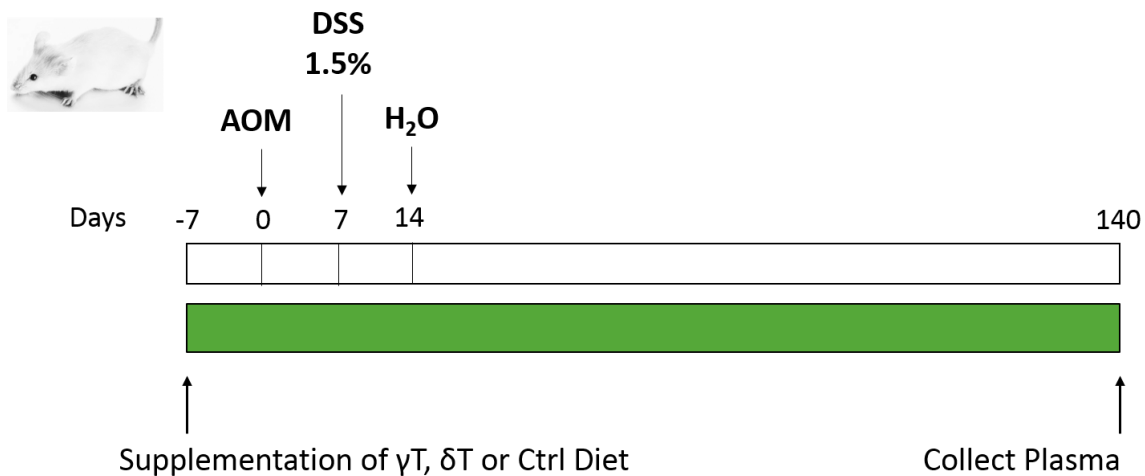 DSS
1.5%
AOM
H₂O
Days -7 0 7 14 140
Supplementation of γT, δT or Ctrl Diet
Collect Plasma